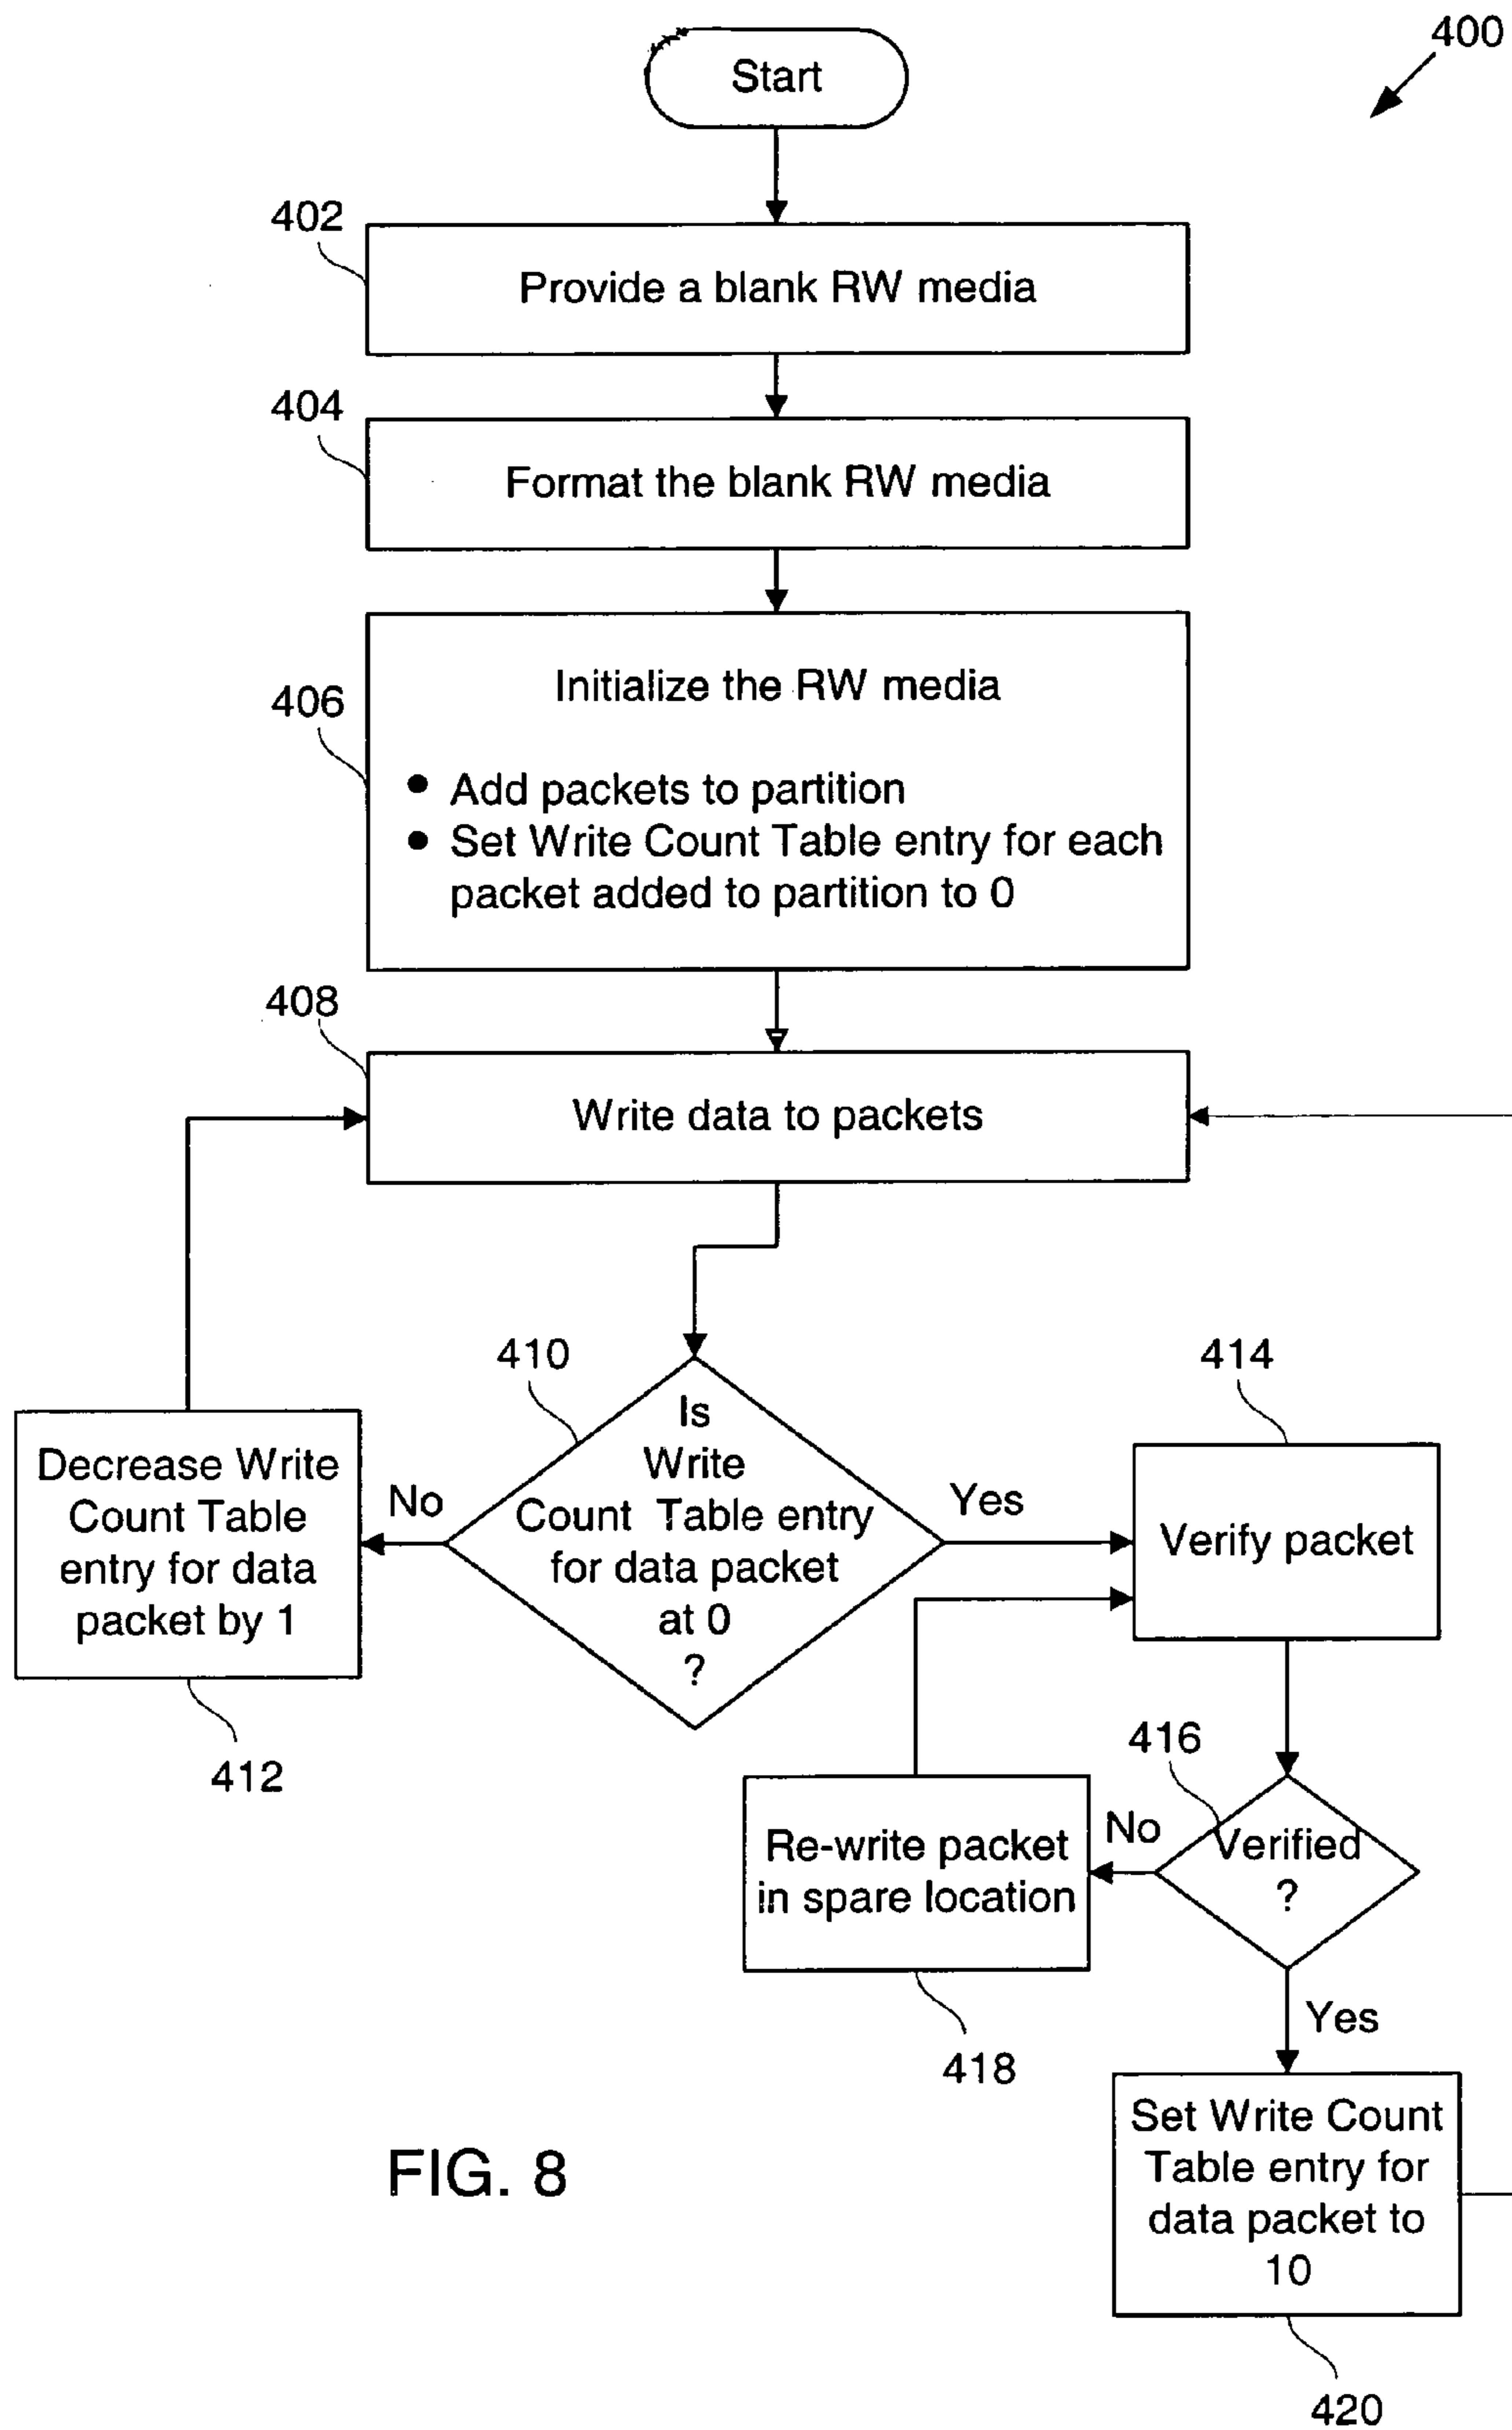 400
Start
402
Provide a blank RW media
404
Format the blank RW media
406
Initialize the RW media
● Add packets to partition
● Set Write Count Table entry for each
packet added to partition to 0
408
Write data to packets
410
Is
Write
Count Table entry
for data packet
at 0
?
No
Yes
Decrease Write
Count Table
entry for data
packet by 1
412
414
Verify packet
416
Verified
?
No
Re-write packet
in spare location
418
Yes
Set Write Count
Table entry for
data packet to
10
420
FIG. 8